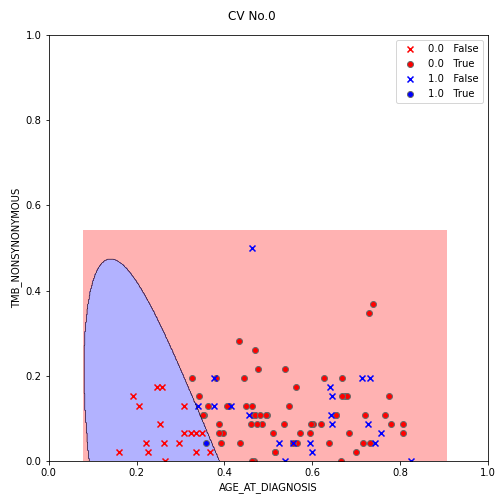 CV No.0
1.0
0.0 False
0.0 True
1.0 False
1.0 True
0.8
0.6
TMB_NONSYNONYMOUS
0.4
0.2
0.0
0.0 0.2 0.4 0.6 0.8 1.0
AGE_AT_DIAGNOSIS